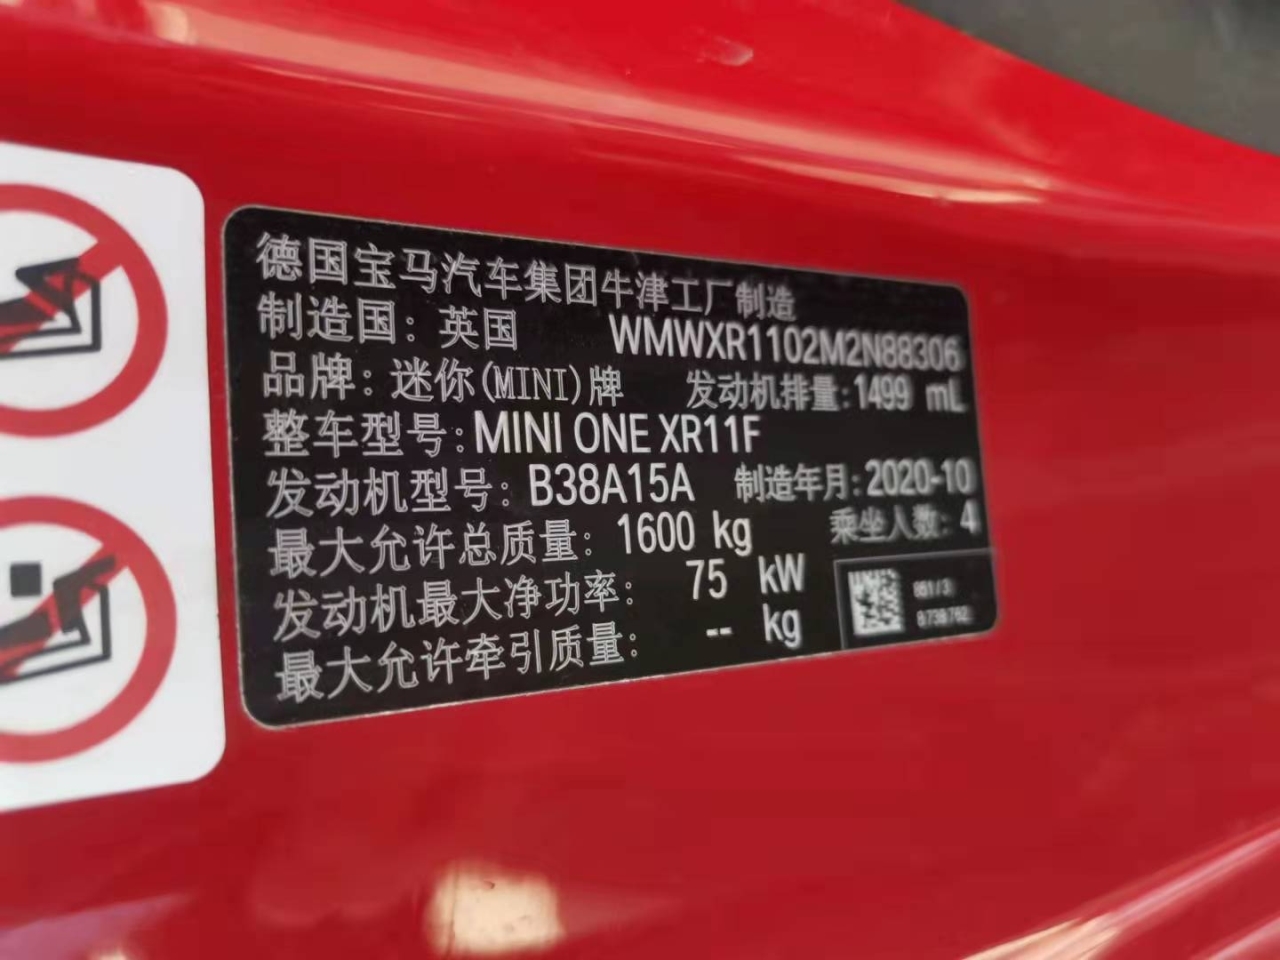 德国宝马汽车集团牛津工厂制造
制造国：英国 WMWXR1102M2N88306
品牌：迷你(MINI)牌 发动机排量:1499 mL
整车型号:MINI ONE XR11F
发动机型号：B38A15A 制造年月:2020-10
最大允许总质量：1600 kg 乘坐人数：4
发动机最大净功率：75 kW
最大允许牵引质量：-- kg